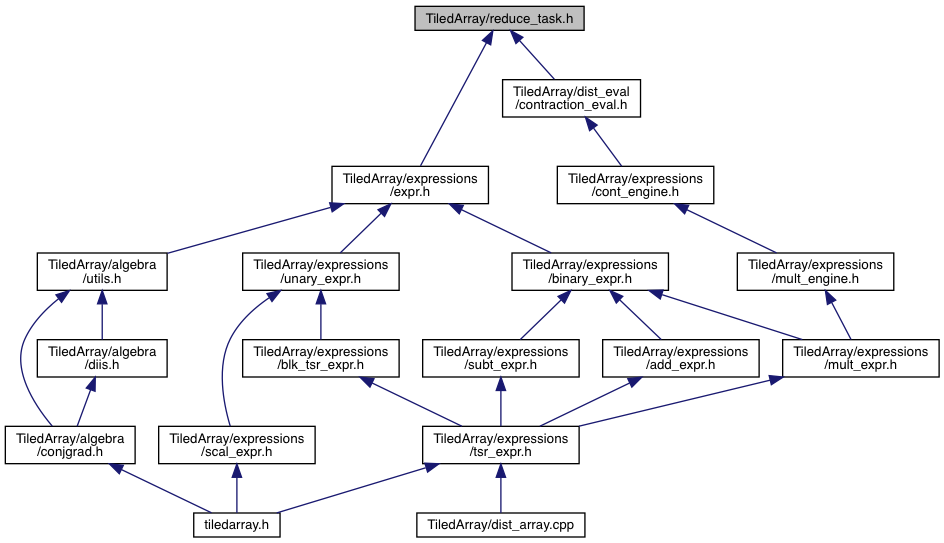 TiledArray/reduce_task.h
TiledArray/dist_eval
/contraction_eval.h
TiledArray/expressions
/expr.h
TiledArray/expressions
/cont_engine.h
TiledArray/algebra
/utils.h
TiledArray/expressions
/unary_expr.h
TiledArray/expressions
/binary_expr.h
TiledArray/expressions
/mult_engine.h
TiledArray/algebra
/diis.h
TiledArray/expressions
/blk_tsr_expr.h
TiledArray/expressions
/subt_expr.h
TiledArray/expressions
/add_expr.h
TiledArray/expressions
/mult_expr.h
TiledArray/algebra
/conjgrad.h
TiledArray/expressions
/scal_expr.h
TiledArray/expressions
/tsr_expr.h
tiledarray.h
TiledArray/dist_array.cpp